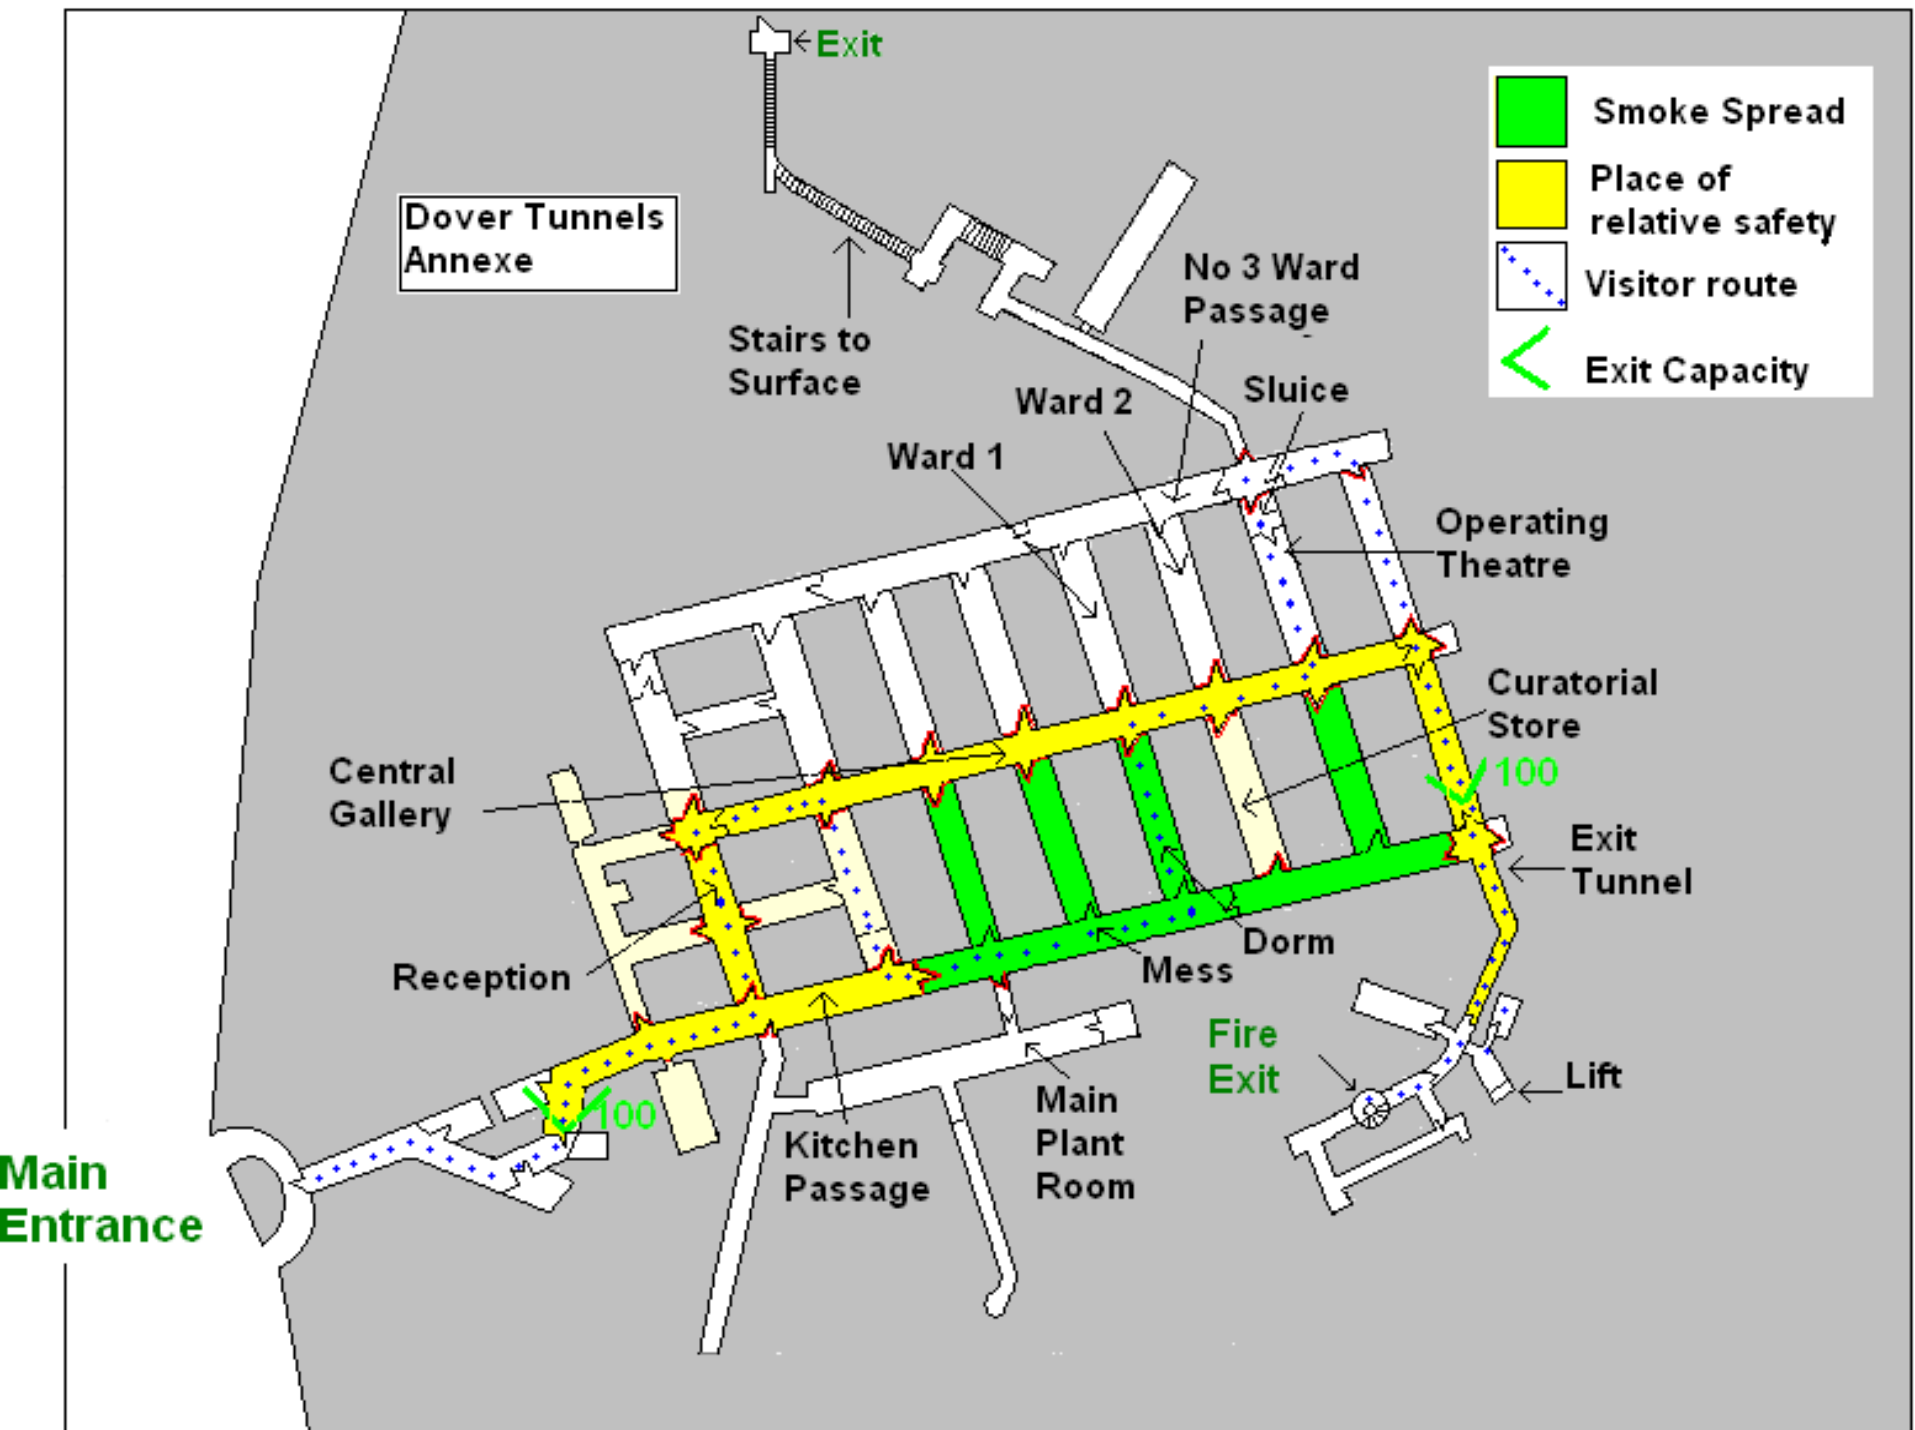 Exit
Smoke Spread
Place of
relative safety
Visitor route
Exit Capacity
Dover Tunnels
Annexe
No 3 Ward
Passage
Stairs to
Surface
Ward 2
Sluice
Ward 1
Operating
Theatre
Curatorial
Store
Central
Gallery
100
Exit
Tunnel
Dorm
Mess
Reception
Fire
Exit
Lift
Main
Plant
Room
100
Kitchen
Passage
Main
Entrance